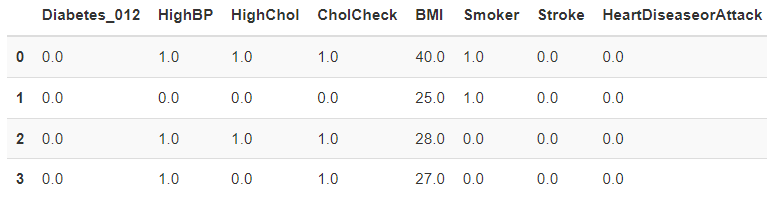 Diabetes_012 HighBP HighChol CholCheck BMI Smoker Stroke HeartDiseaseorAttack
0 0.0 1.0 1.0 1.0 40.0 1.0 0.0 0.0
1 0.0 0.0 0.0 0.0 25.0 1.0 0.0 0.0
2 0.0 1.0 1.0 1.0 28.0 0.0 0.0 0.0
3 0.0 1.0 0.0 1.0 27.0 0.0 0.0 0.0